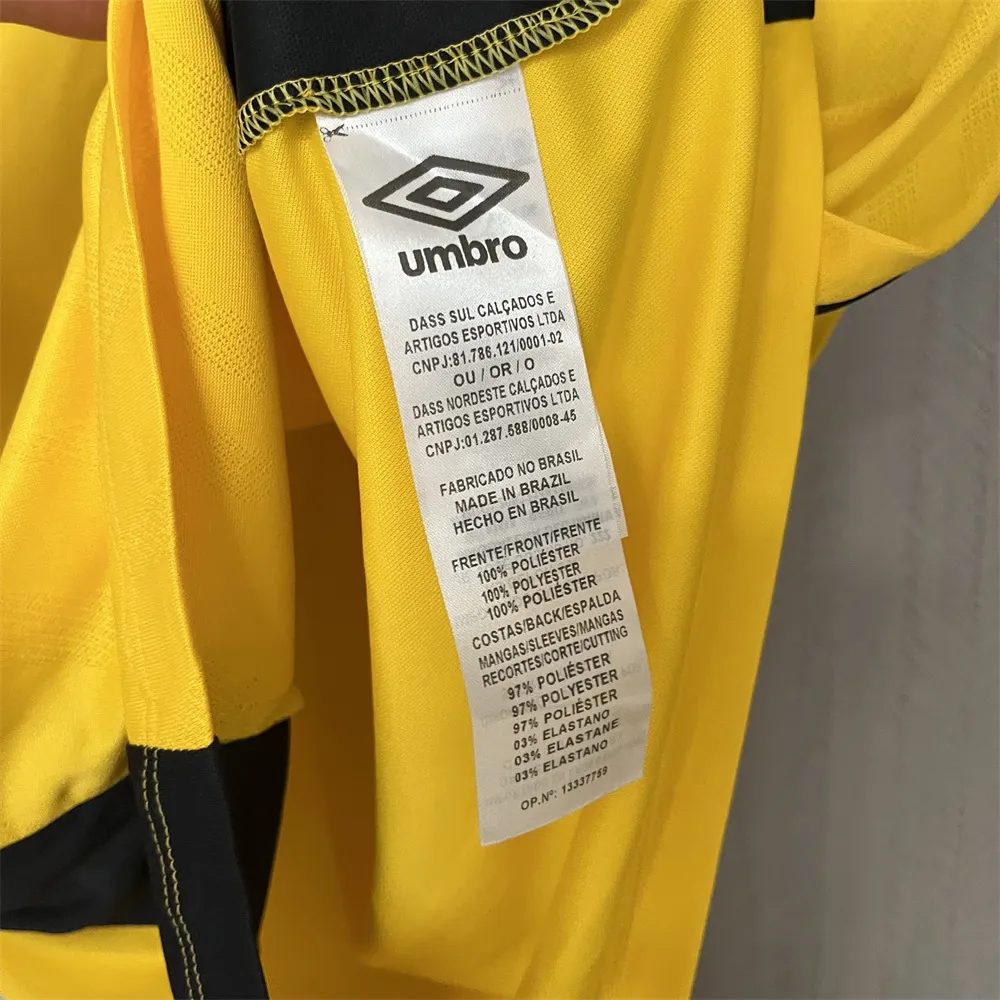 umbro
DASS SUL CALÇADOS E
ARTIGOS ESPORTIVOS LTDA
CNPJ:81.786.121/0001-02
OU / OR / O
DASS NORDESTE CALÇADOS E
ARTIGOS ESPORTIVOS LTDA
CNPJ:01.287.588/0008-45
FABRICADO NO BRASIL
MADE IN BRAZIL
HECHO EN BRASIL
FRENTE/FRONT/FRENTE
100% POLIÉSTER
100% POLYESTER
100% POLIÉSTER
COSTAS/BACK/ESPALDA
MANGAS/SLEEVES/MANGAS
RECORTES/CORTE/CUTTING
97% POLIÉSTER
97% POLYESTER
97% POLIÉSTER
03% ELASTANO
03% ELASTANE
03% ELASTANO
OP.Nº: 13337759